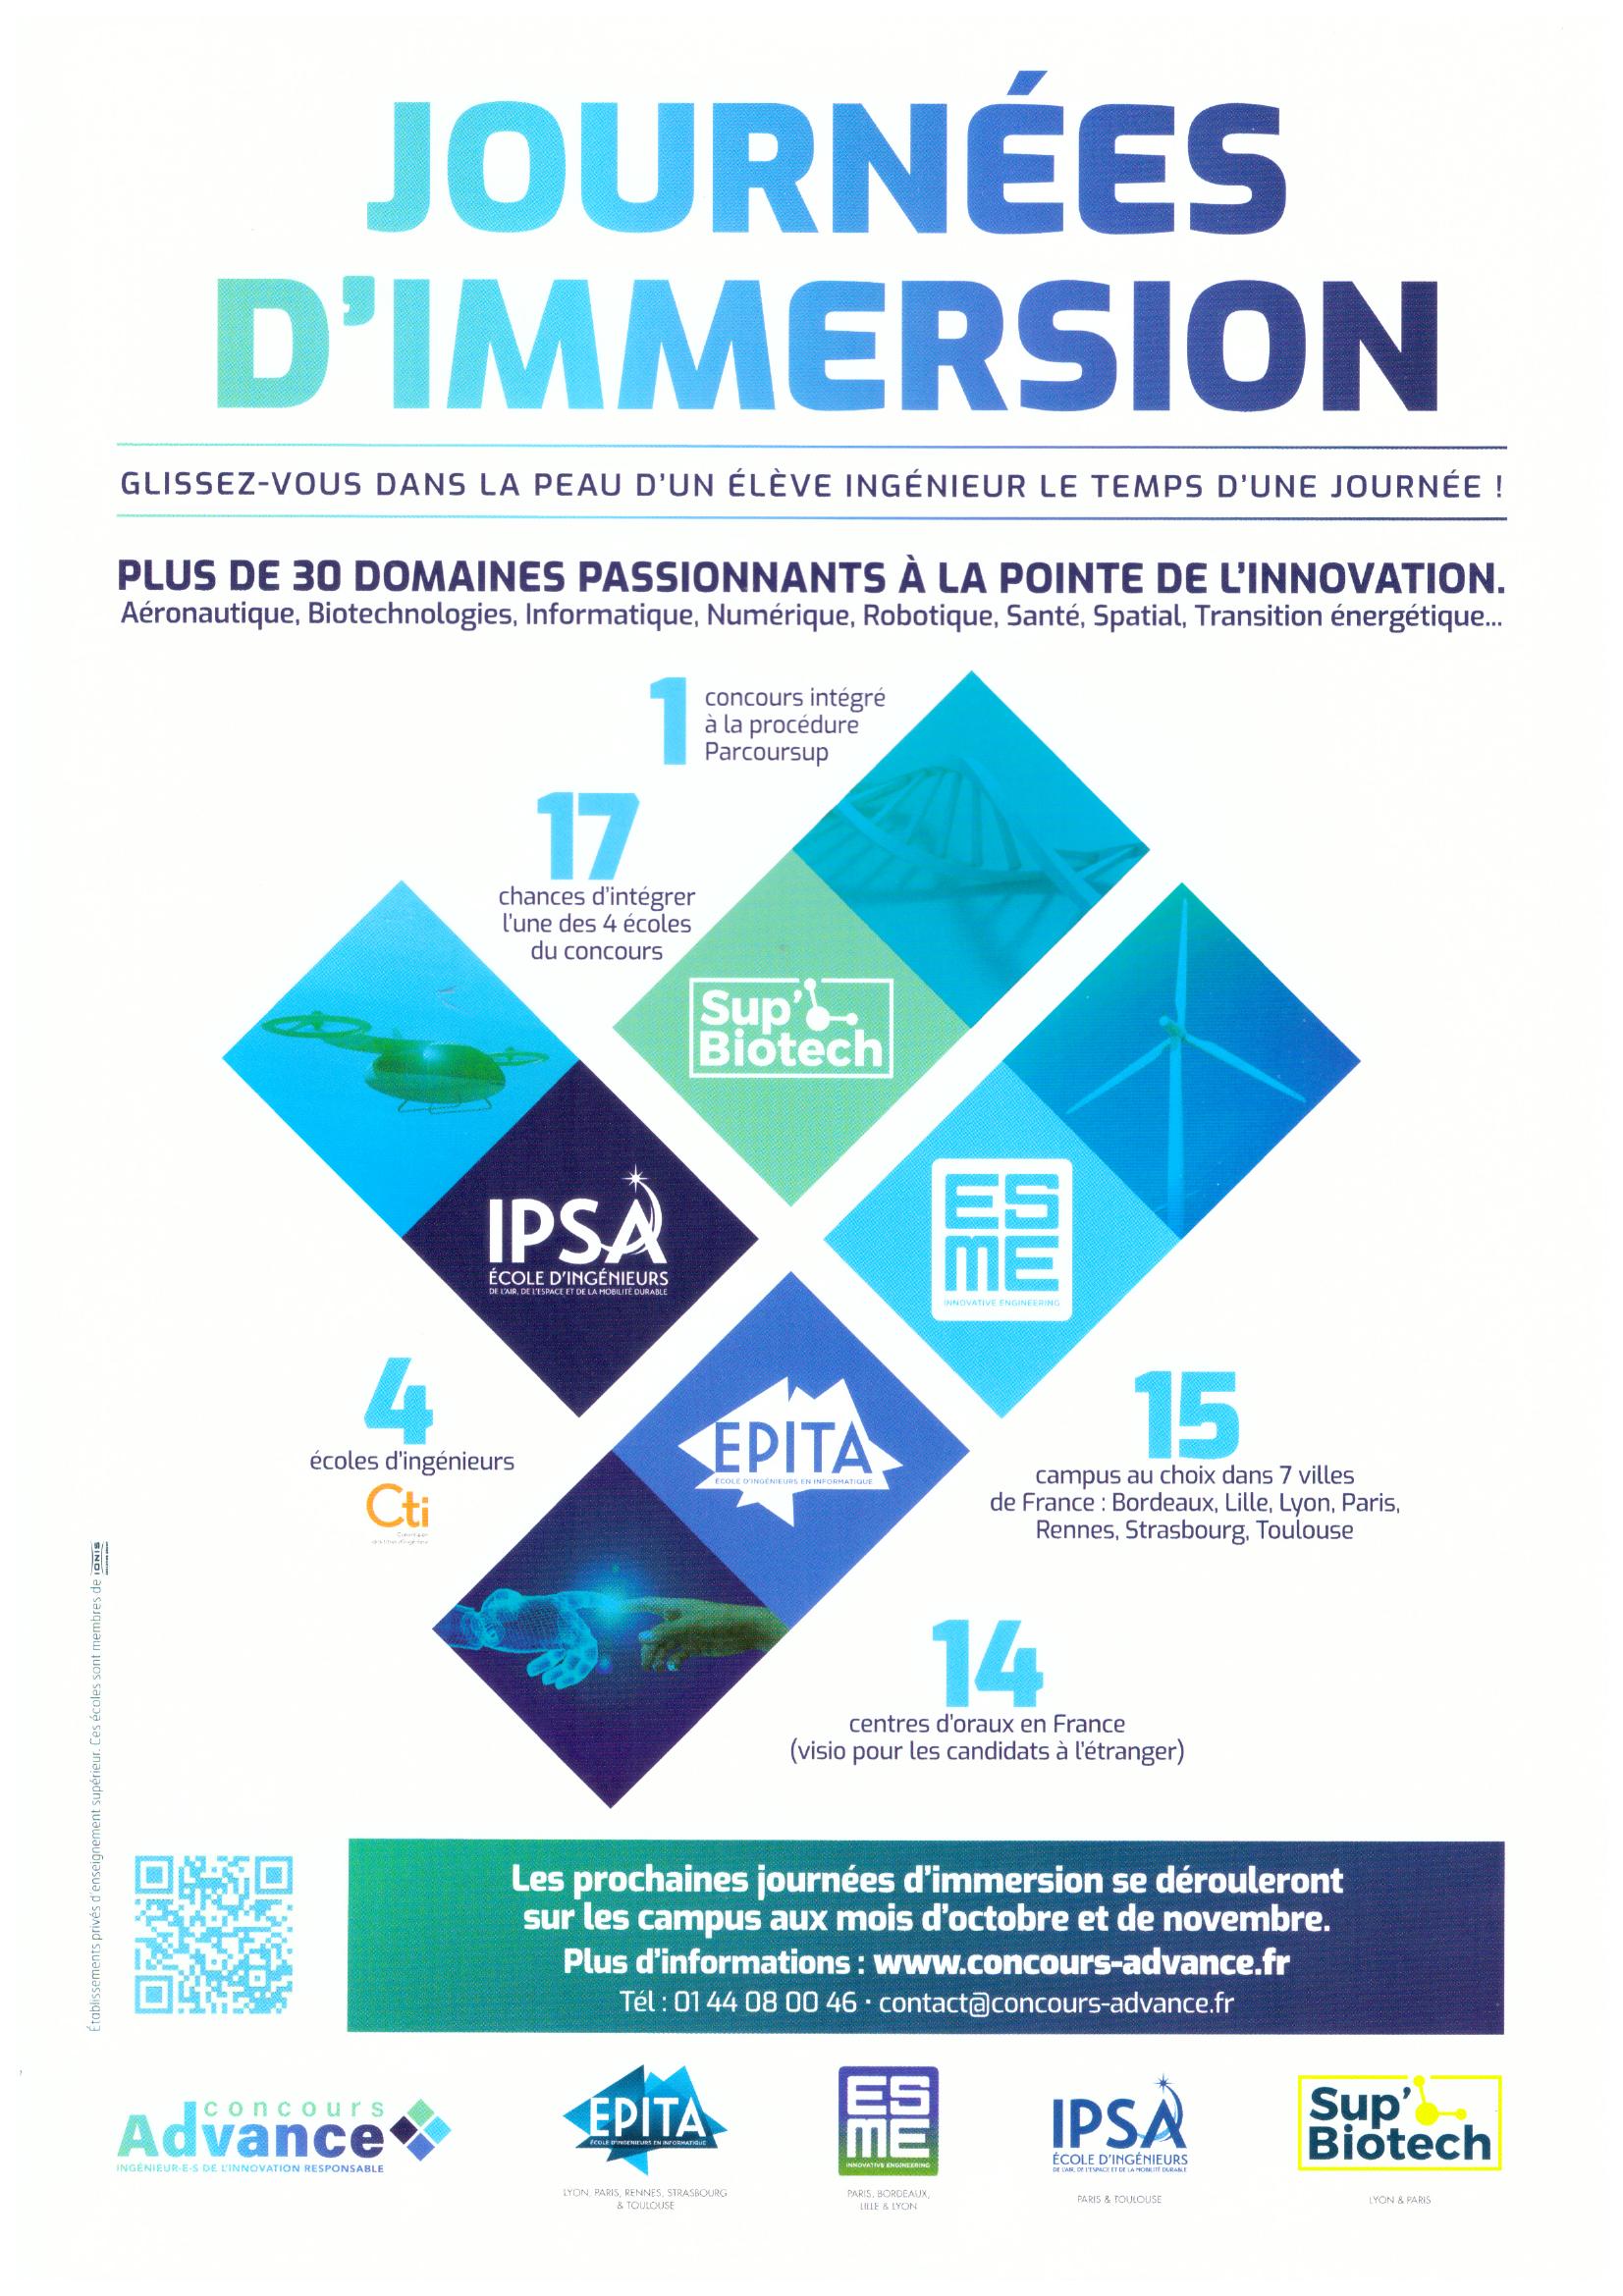 JOURNÉES
D'IMMERSION
GLISSEZ-VOUS DANS LA PEAU D'UN ÉLÈVE INGÉNIEUR LE TEMPS D'UNE JOURNÉE !
PLUS DE 30 DOMAINES PASSIONNANTS À LA POINTE DE L'INNOVATION.
Aéronautique, Biotechnologies, Informatique, Numérique, Robotique, Santé, Spatial, Transition énergétique...
1
concours intégré
à la procédure
Parcoursup
17
chances d'intégrer
l'une des 4 écoles
du concours
Sup'
Biotech
IPSA
ÉCOLE D'INGÉNIEURS
DE L'AIR, DE L'ESPACE ET DE LA MOBILITÉ DURABLE
ES
ME
INNOVATIVE ENGINEERING
EPITA
ÉCOLE D'INGÉNIEURS EN INFORMATIQUE
4
écoles d'ingénieurs
Cti
15
campus au choix dans 7 villes
de France : Bordeaux, Lille, Lyon, Paris,
Rennes, Strasbourg, Toulouse
14
centres d'oraux en France
(visio pour les candidats à l'étranger)
Établissements privés d'enseignement supérieur. Ces écoles sont membres de IONIS
Les prochaines journées d'immersion se dérouleront
sur les campus aux mois d'octobre et de novembre.
Plus d'informations : www.concours-advance.fr
Tél : 01 44 08 00 46 · contact@concours-advance.fr
concours
Advance
INGÉNIEUR·E·S DE L'INNOVATION RESPONSABLE
EPITA
ÉCOLE D'INGÉNIEURS EN INFORMATIQUE
LYON, PARIS, RENNES, STRASBOURG
& TOULOUSE
ES
ME
INNOVATIVE ENGINEERING
PARIS, BORDEAUX,
LILLE & LYON
IPSA
ÉCOLE D'INGÉNIEURS
DE L'AIR, DE L'ESPACE ET DE LA MOBILITÉ DURABLE
PARIS & TOULOUSE
Sup'
Biotech
LYON & PARIS